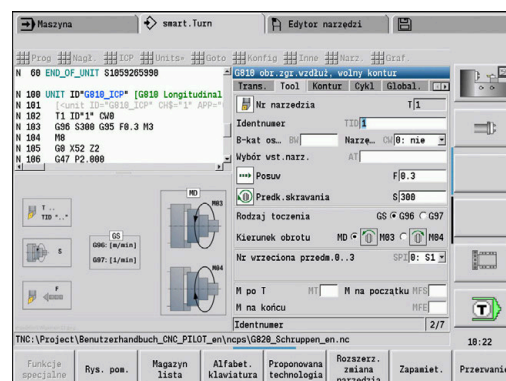 Maszyna
smart.Turn
Edytor narzędzi
Prog Nagł. ICP Units» Goto Konfig Inne Narz. Graf.
N 60 END_OF_UNIT S1059265990
N 100 UNIT ID"G810_ICP" [G810 Longitudinal
N 101 [<unit ID="G810_ICP" CH$="1" APP="
N 102 T1 ID"1" CW0
N 103 G96 S300 G95 F0.3 M3
N 104 M8
N 105 G0 X52 Z2
N 106 G47 P2.000
G810 obr.zgr.wzdłuż, wolny kontur
Trans. Tool Kontur Cykl Global.
Nr narzedzia T 1
Identnumer TID 1
B-kat os… BW Narzę… CW 0: nie
Wybór wst.narz. AT
Posuv F 0.3
Predk.skravania S 300
Rodzaj toczenia GS G96 G97
Kierunek obrotu MD M03 M04
Nr wrzeciona przedm.0..3 SPI 0: S1
M po T MT M na początku MFS
M na końcu MFE
Identnumer 2/7
T ..
TID ".."
GS
S G96: [m/min]
G97: [1/min]
F
MD
M03
M04
TNC:\Project\Benutzerhandbuch_CNC_PILOT_en\ncps\G820_Schruppen_en.nc
10:22
T
Funkcje specjalne
Rys. pom.
Magazyn lista
Alfabet. klawiatura
Proponowana technologia
Rozszerz. zmiana narzędzia
Zapamiet.
Przerwanie